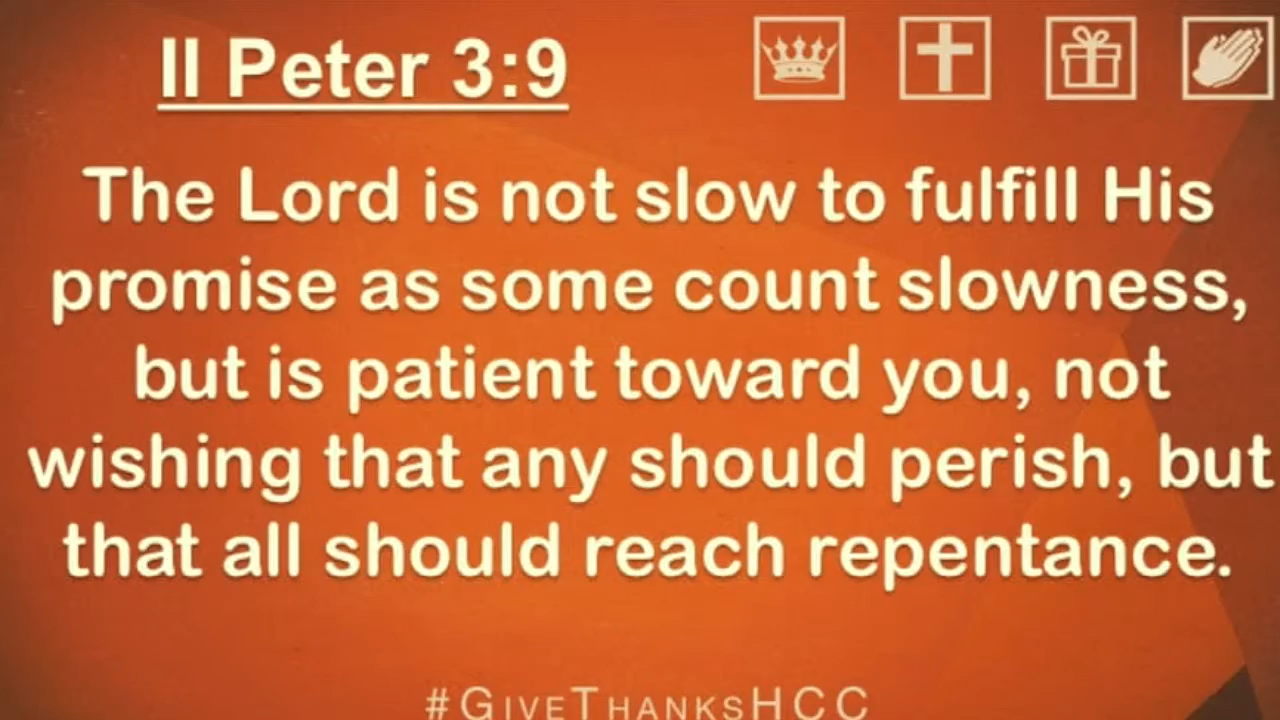 II Peter 3:9
The Lord is not slow to fulfill His
promise as some count slowness,
but is patient toward you, not
wishing that any should perish, but
that all should reach repentance.
#GiveThanksHCC